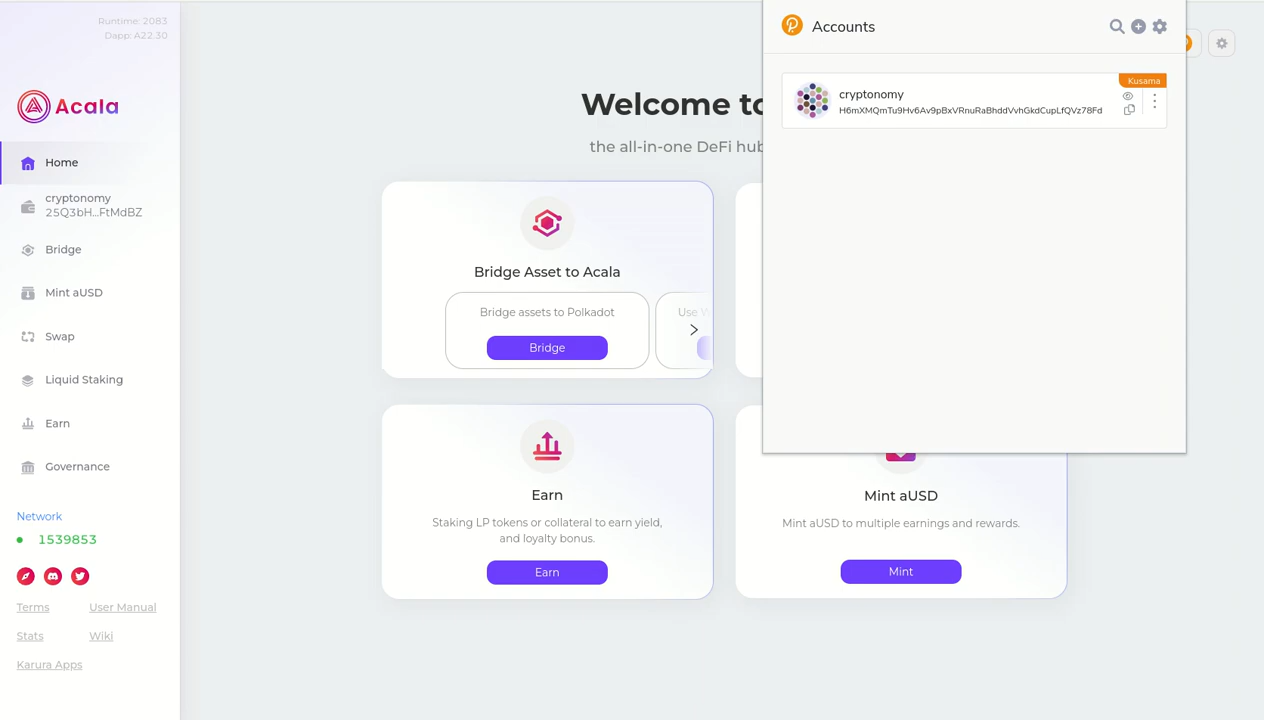 Runtime: 2083
Dapp: A22.30
Acala
Home
cryptonomy
25Q3bH...FtMdBZ
Bridge
Mint aUSD
Swap
Liquid Staking
Earn
Governance
Network
1539853
Terms
User Manual
Stats
Wiki
Karura Apps
Welcome to
the all-in-one DeFi hub
Bridge Asset to Acala
Bridge assets to Polkadot
Bridge
Use
Earn
Staking LP tokens or collateral to earn yield,
and loyalty bonus.
Earn
Mint aUSD
Mint aUSD to multiple earnings and rewards.
Mint
Accounts
Kusama
cryptonomy
H6mXMQmTu9Hv6Av9pBxVRnuRaBhddVvhGkdCupLfQVz78Fd